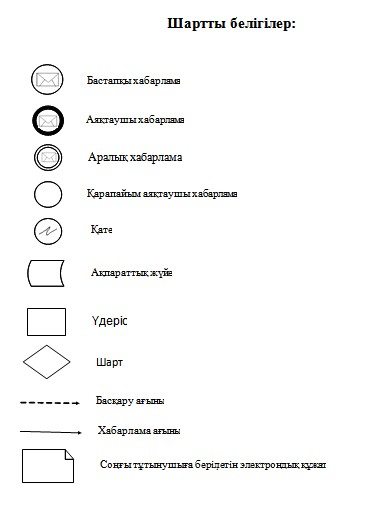 Шартты белігілер:
Бастапқы хабарлама
Аяқтаушы хабарлама
Аралық хабарлама
Қарапайым аяқтаушы хабарлама
Қате
Ақпараттық жүйе
Үдеріс
Шарт
Басқару ағыны
Хабарлама ағыны
Соңғы тұтынушыға берілетін электрондық құжат